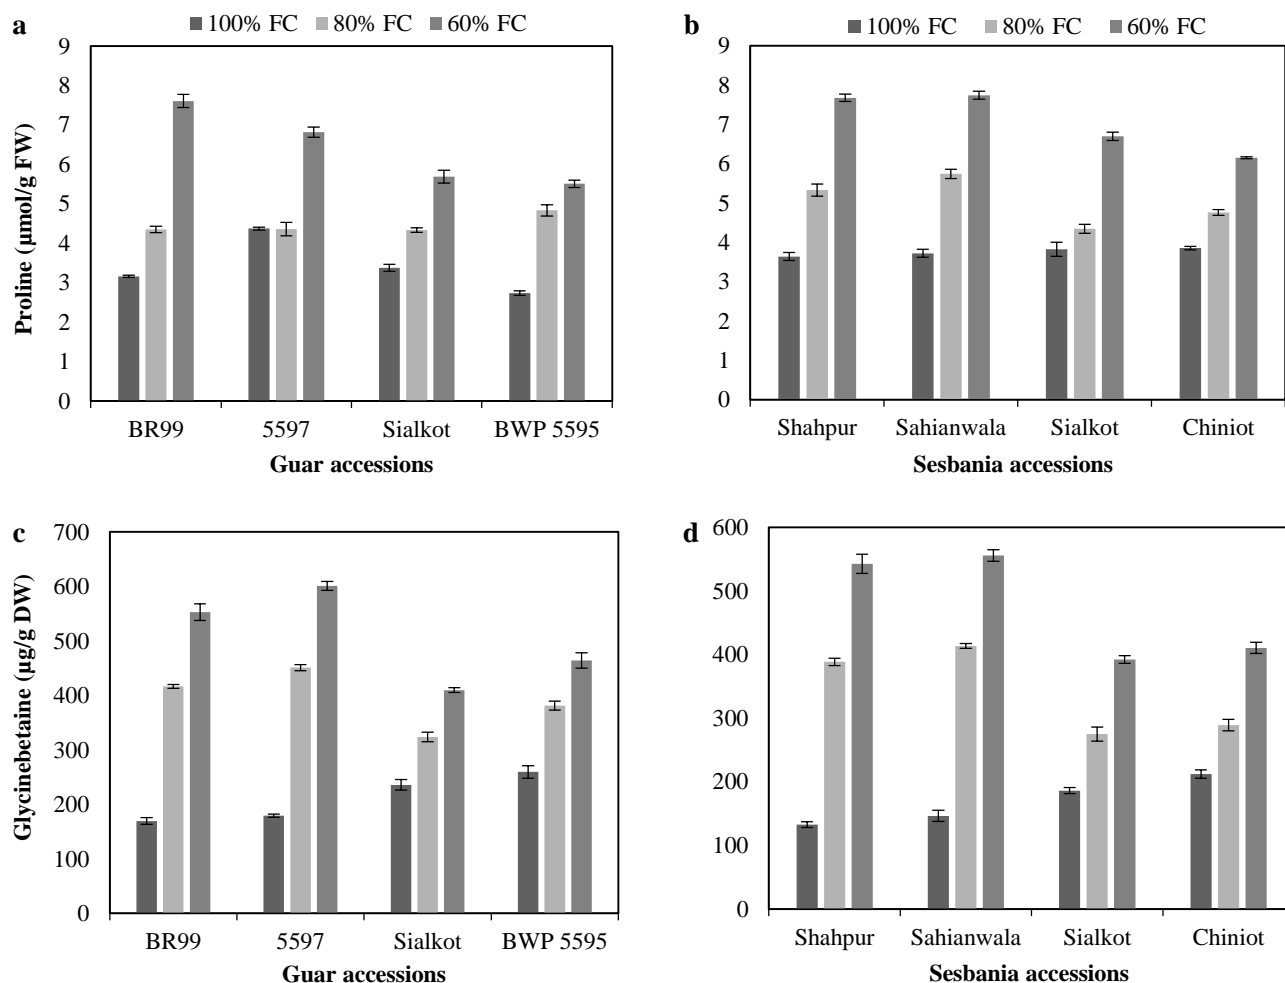 a
100% FC 80% FC 60% FC
9
8
7
6
5
4
3
2
1
0
Proline (µmol/g FW)
BR99 5597 Sialkot BWP 5595
Guar accessions
b
100% FC 80% FC 60% FC
9
8
7
6
5
4
3
2
1
0
Shahpur Sahianwala Sialkot Chiniot
Sesbania accessions
c
700
600
500
400
300
200
100
0
Glycinebetaine (µg/g DW)
BR99 5597 Sialkot BWP 5595
Guar accessions
d
600
500
400
300
200
100
0
Shahpur Sahianwala Sialkot Chiniot
Sesbania accessions